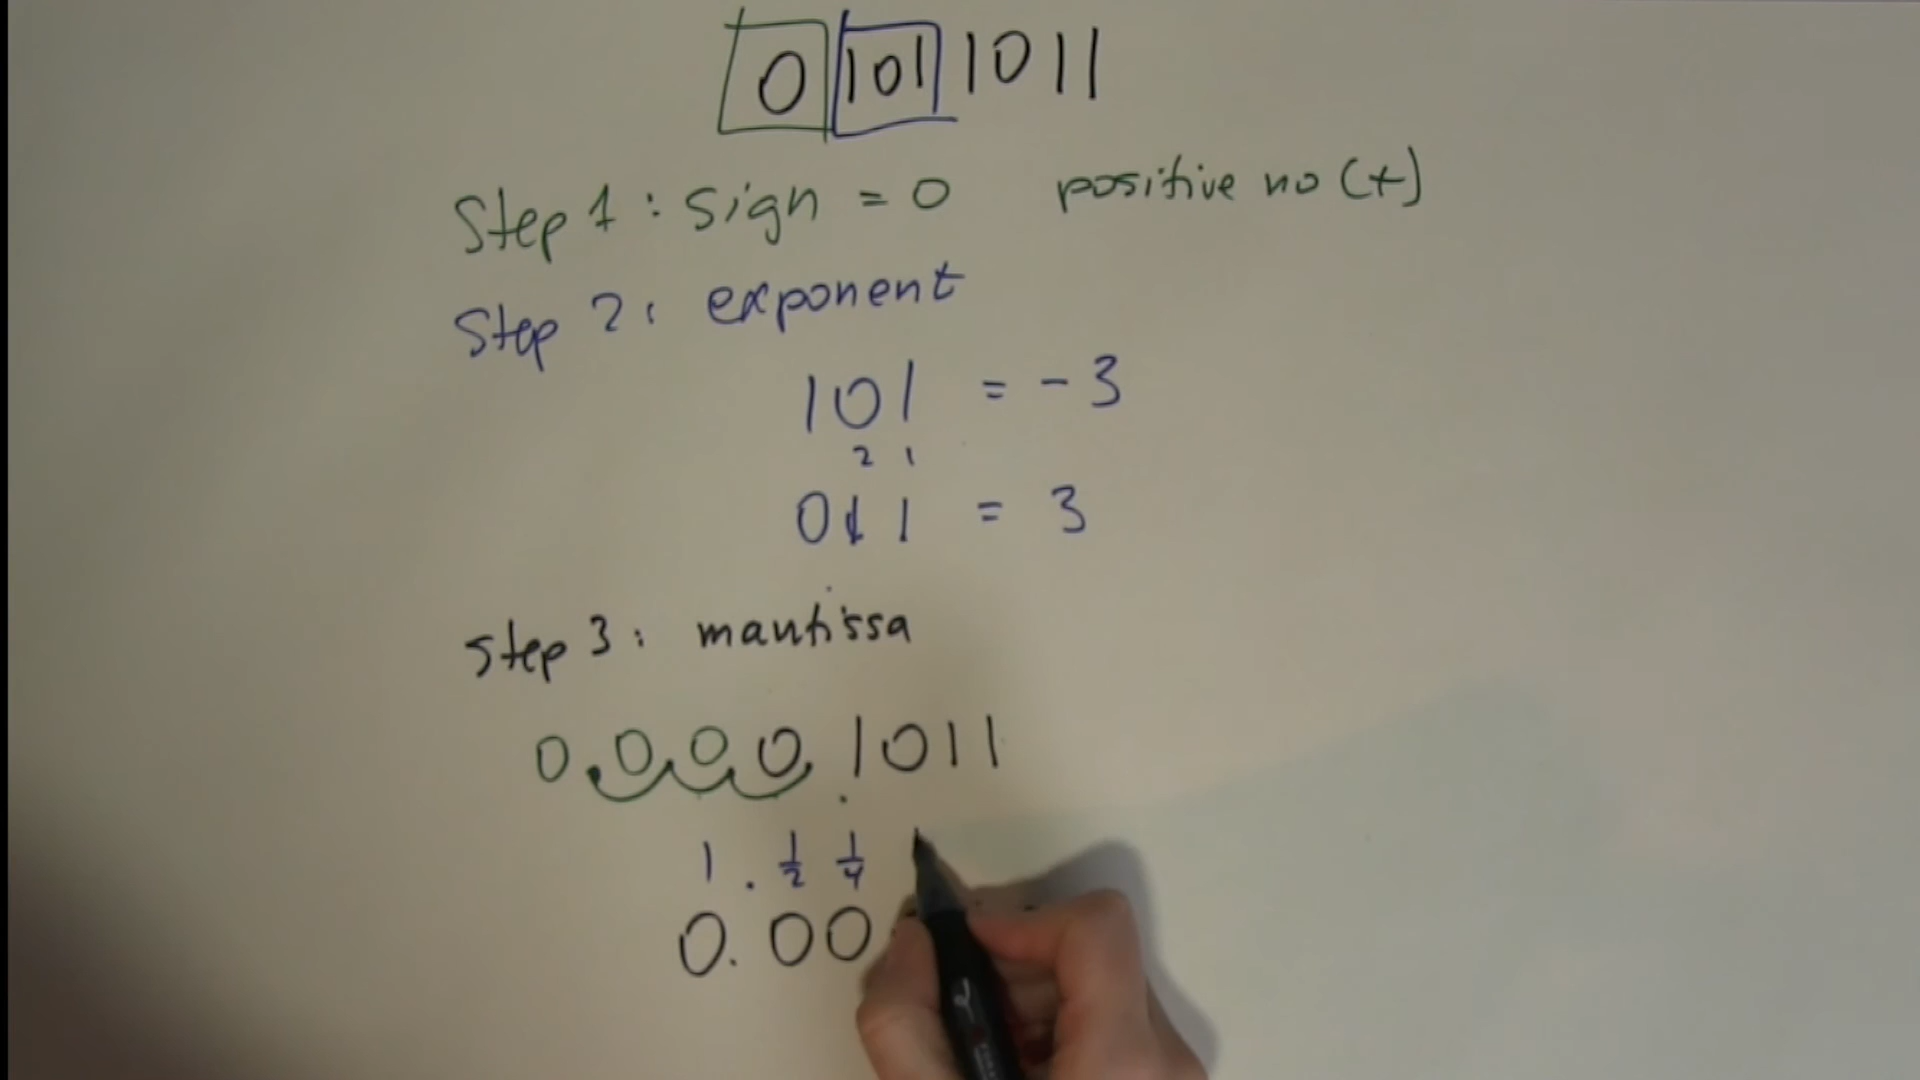 0 101 1011
Step 1: sign = 0 positive no (+)
Step 2: exponent
101 = -3
2 1
011 = 3
Step 3: mantissa
0.000.1011
1 . 1/2 1/4
0.00